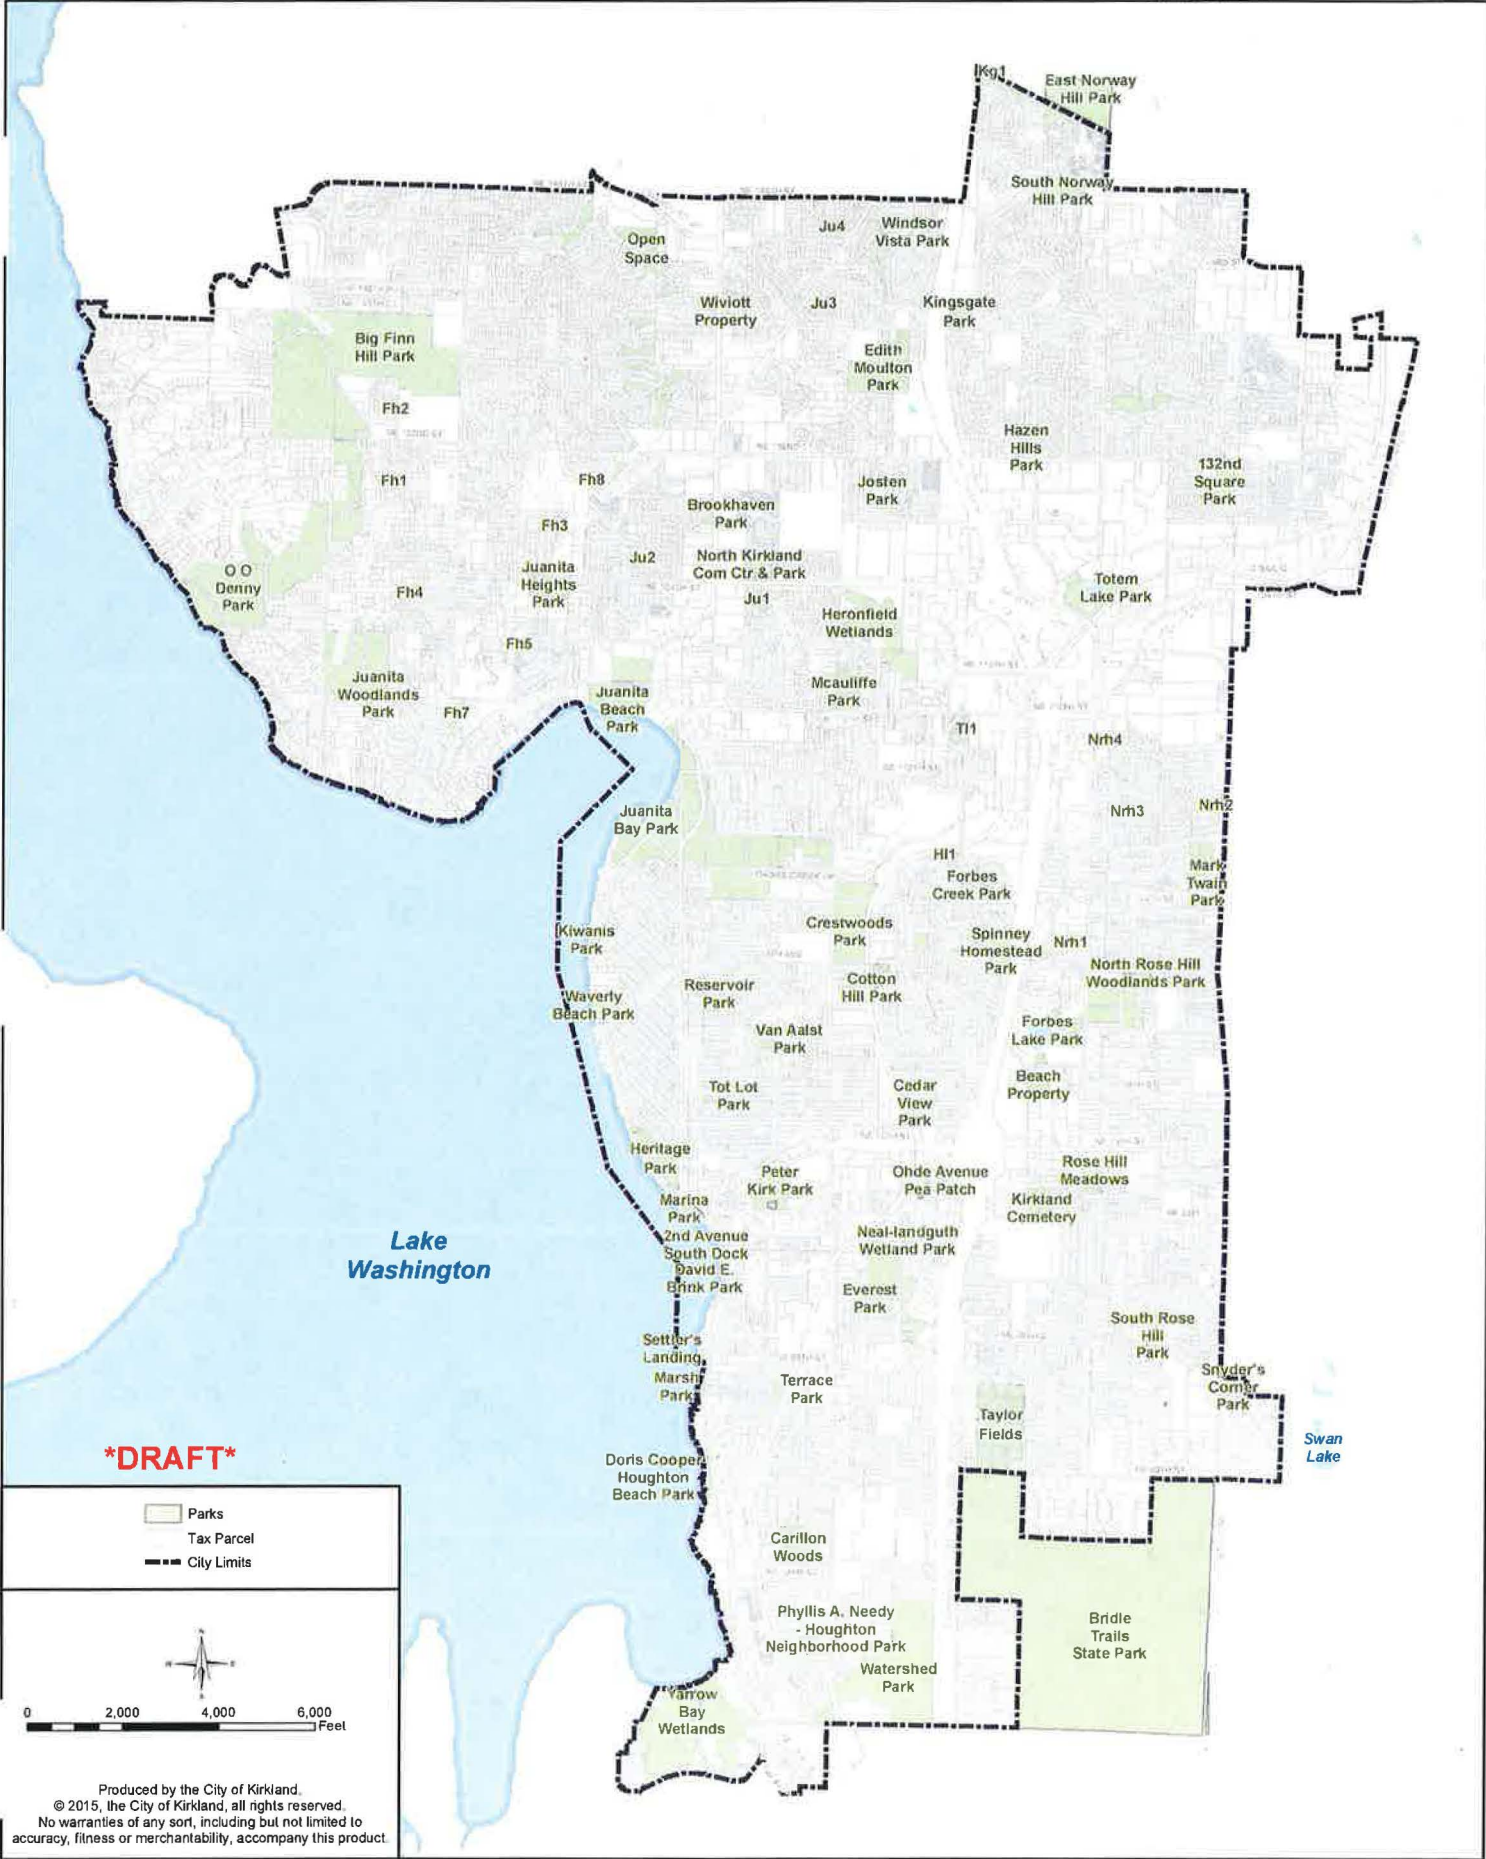 Kg1
East Norway
Hill Park
South Norway
Hill Park
Open
Space
Ju4
Windsor
Vista Park
Wiviott
Property
Ju3
Kingsgate
Park
Big Finn
Hill Park
Edith
Moulton
Park
Fh2
Hazen
Hills
Park
Fh1
Fh8
Josten
Park
132nd
Square
Park
Brookhaven
Park
Fh3
Ju2
North Kirkland
Com Ctr & Park
Juanita
Heights
Park
O O
Denny
Park
Fh4
Ju1
Totem
Lake Park
Heronfield
Wetlands
Fh5
Juanita
Woodlands
Park
Fh7
Juanita
Beach
Park
Mcauliffe
Park
Tl1
Nrh4
Juanita
Bay Park
Nrh3
Nrh2
Hl1
Forbes
Creek Park
Mark
Twain
Park
Kiwanis
Park
Crestwoods
Park
Spinney
Homestead
Park
Nrh1
North Rose Hill
Woodlands Park
Waverly
Beach Park
Reservoir
Park
Cotton
Hill Park
Van Aalst
Park
Forbes
Lake Park
Tot Lot
Park
Cedar
View
Park
Beach
Property
Heritage
Park
Peter
Kirk Park
Ohde Avenue
Pea Patch
Rose Hill
Meadows
Marina
Park
Kirkland
Cemetery
2nd Avenue
South Dock
David E.
Brink Park
Neal-landguth
Wetland Park
Lake
Washington
Everest
Park
South Rose
Hill
Park
Settler's
Landing
Marsh
Park
Terrace
Park
Snyder's
Corner
Park
Taylor
Fields
Swan
Lake
*DRAFT*
Doris Cooper
Houghton
Beach Park
Parks
Tax Parcel
City Limits
Carillon
Woods
Phyllis A. Needy
- Houghton
Neighborhood Park
Bridle
Trails
State Park
Watershed
Park
Yarrow
Bay
Wetlands
N
W
E
S
0 2,000 4,000 6,000
Feet
Produced by the City of Kirkland.
© 2015, the City of Kirkland, all rights reserved.
No warranties of any sort, including but not limited to
accuracy, fitness or merchantability, accompany this product.